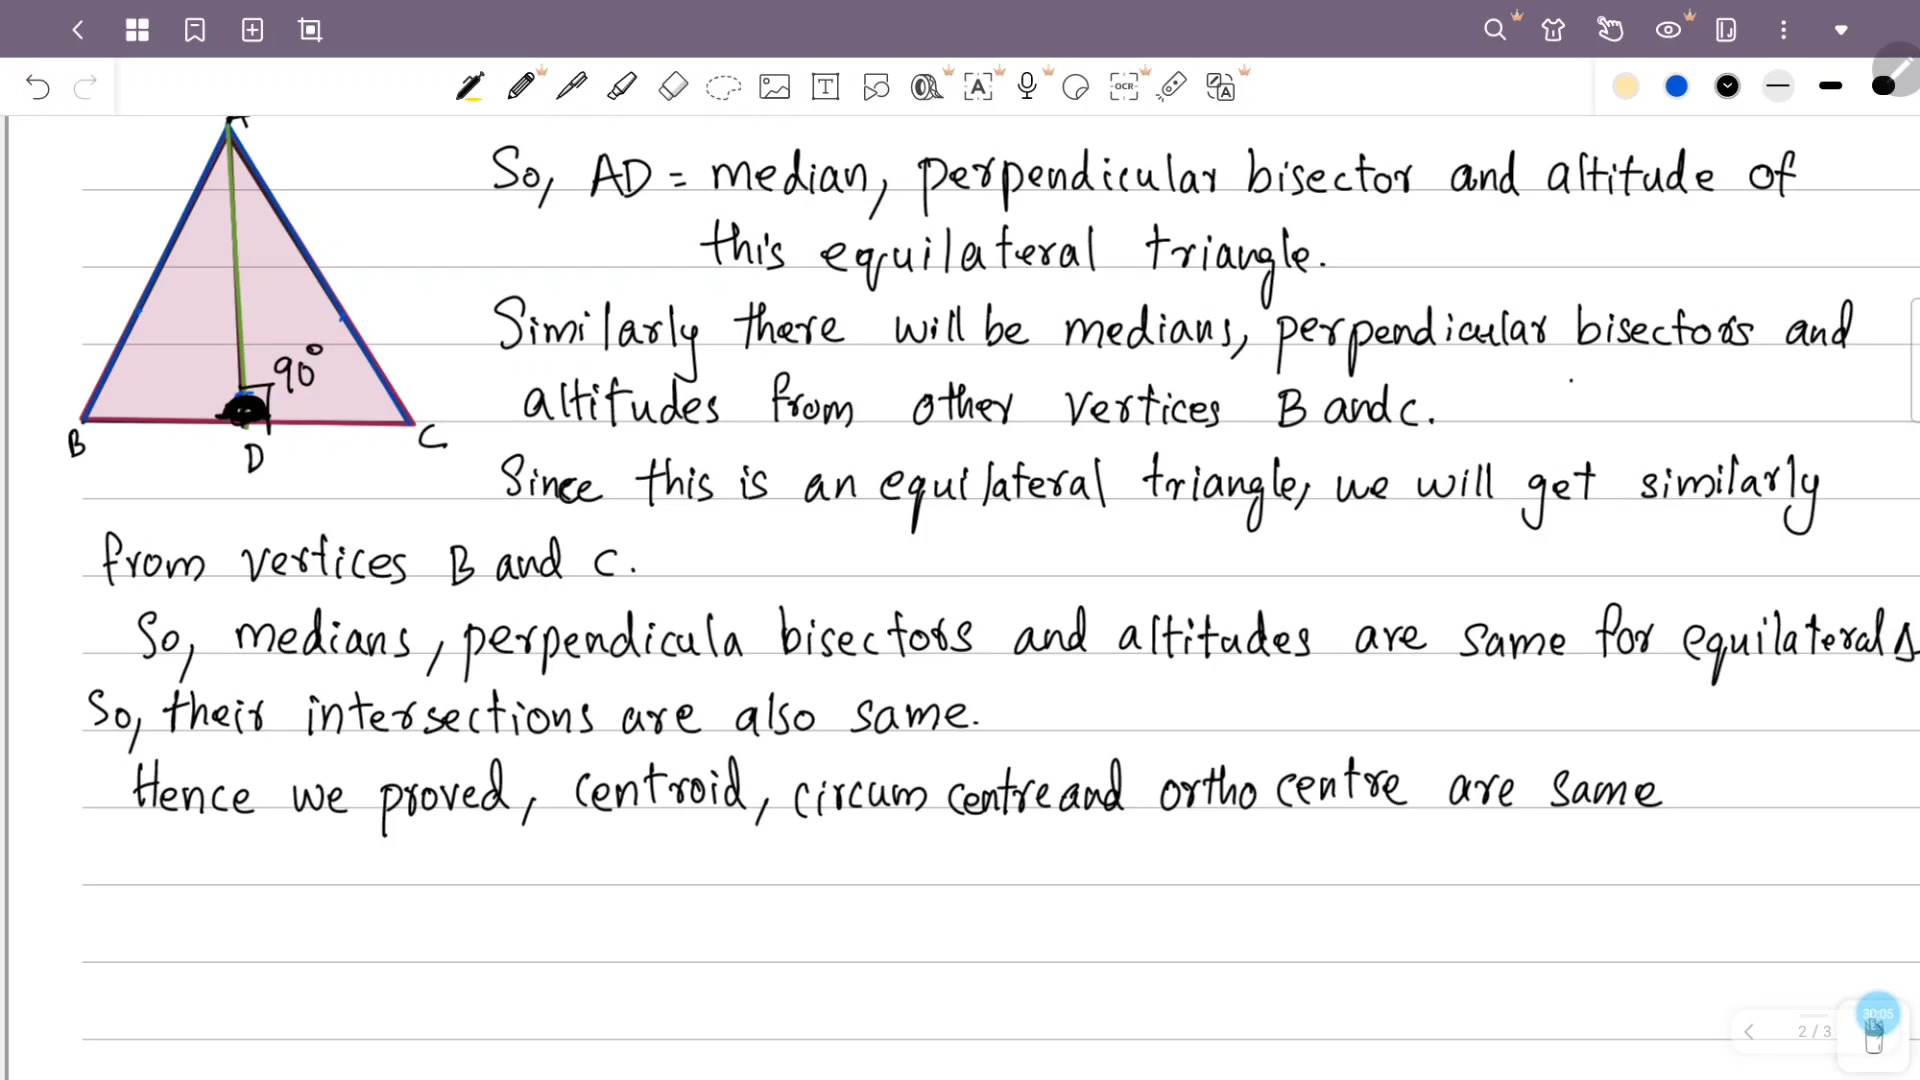 A
So, AD = median, perpendicular bisector and altitude of
this equilateral triangle.
Similarly there will be medians, perpendicular bisectors and
90°
altitudes from other vertices B and C.
B
D
C
Since this is an equilateral triangle, we will get similarly
from vertices B and C.
So, medians, perpendicula bisectors and altitudes are same for equilateral Δ
So, their intersections are also same.
Hence we proved, centroid, circum centre and ortho centre are same
2 / 3
30:05